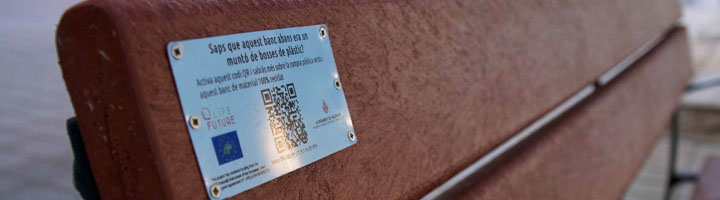 Saps que aquest banc abans era un
muntó de bosses de plàstic?
Activa aquest codi QR i sabràs més sobre la compra pública verda i
aquest banc de material 100% reciclat.
LIFE
FUTURE